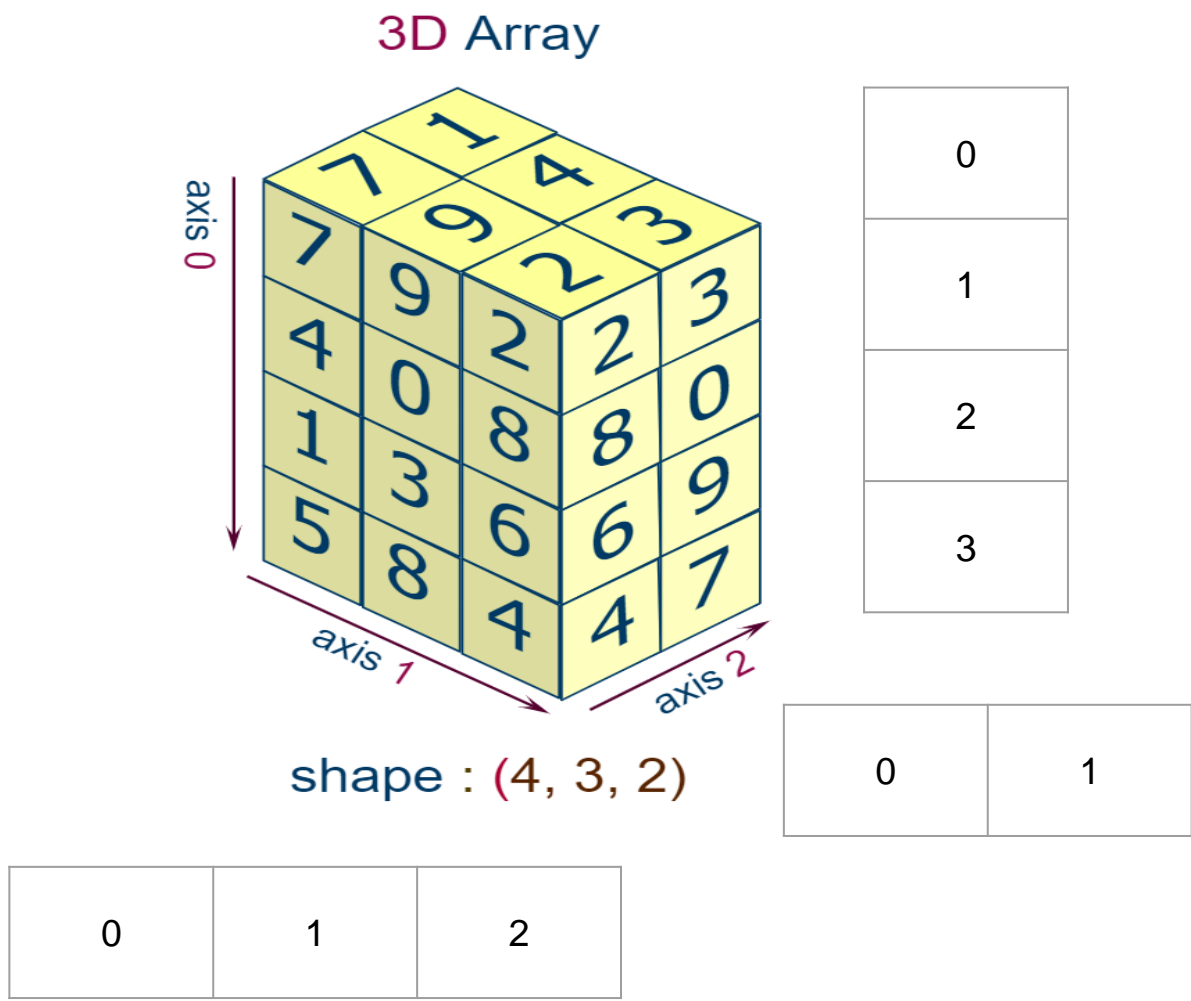 3D Array
axis 0
1
7 4
9 3
2
7 9 2 2 3
4 0 8 8 0
1 3 6 6 9
5 8 4 4 7
axis 1
axis 2
shape : (4, 3, 2)
0
1
2
3
0 1
0 1 2